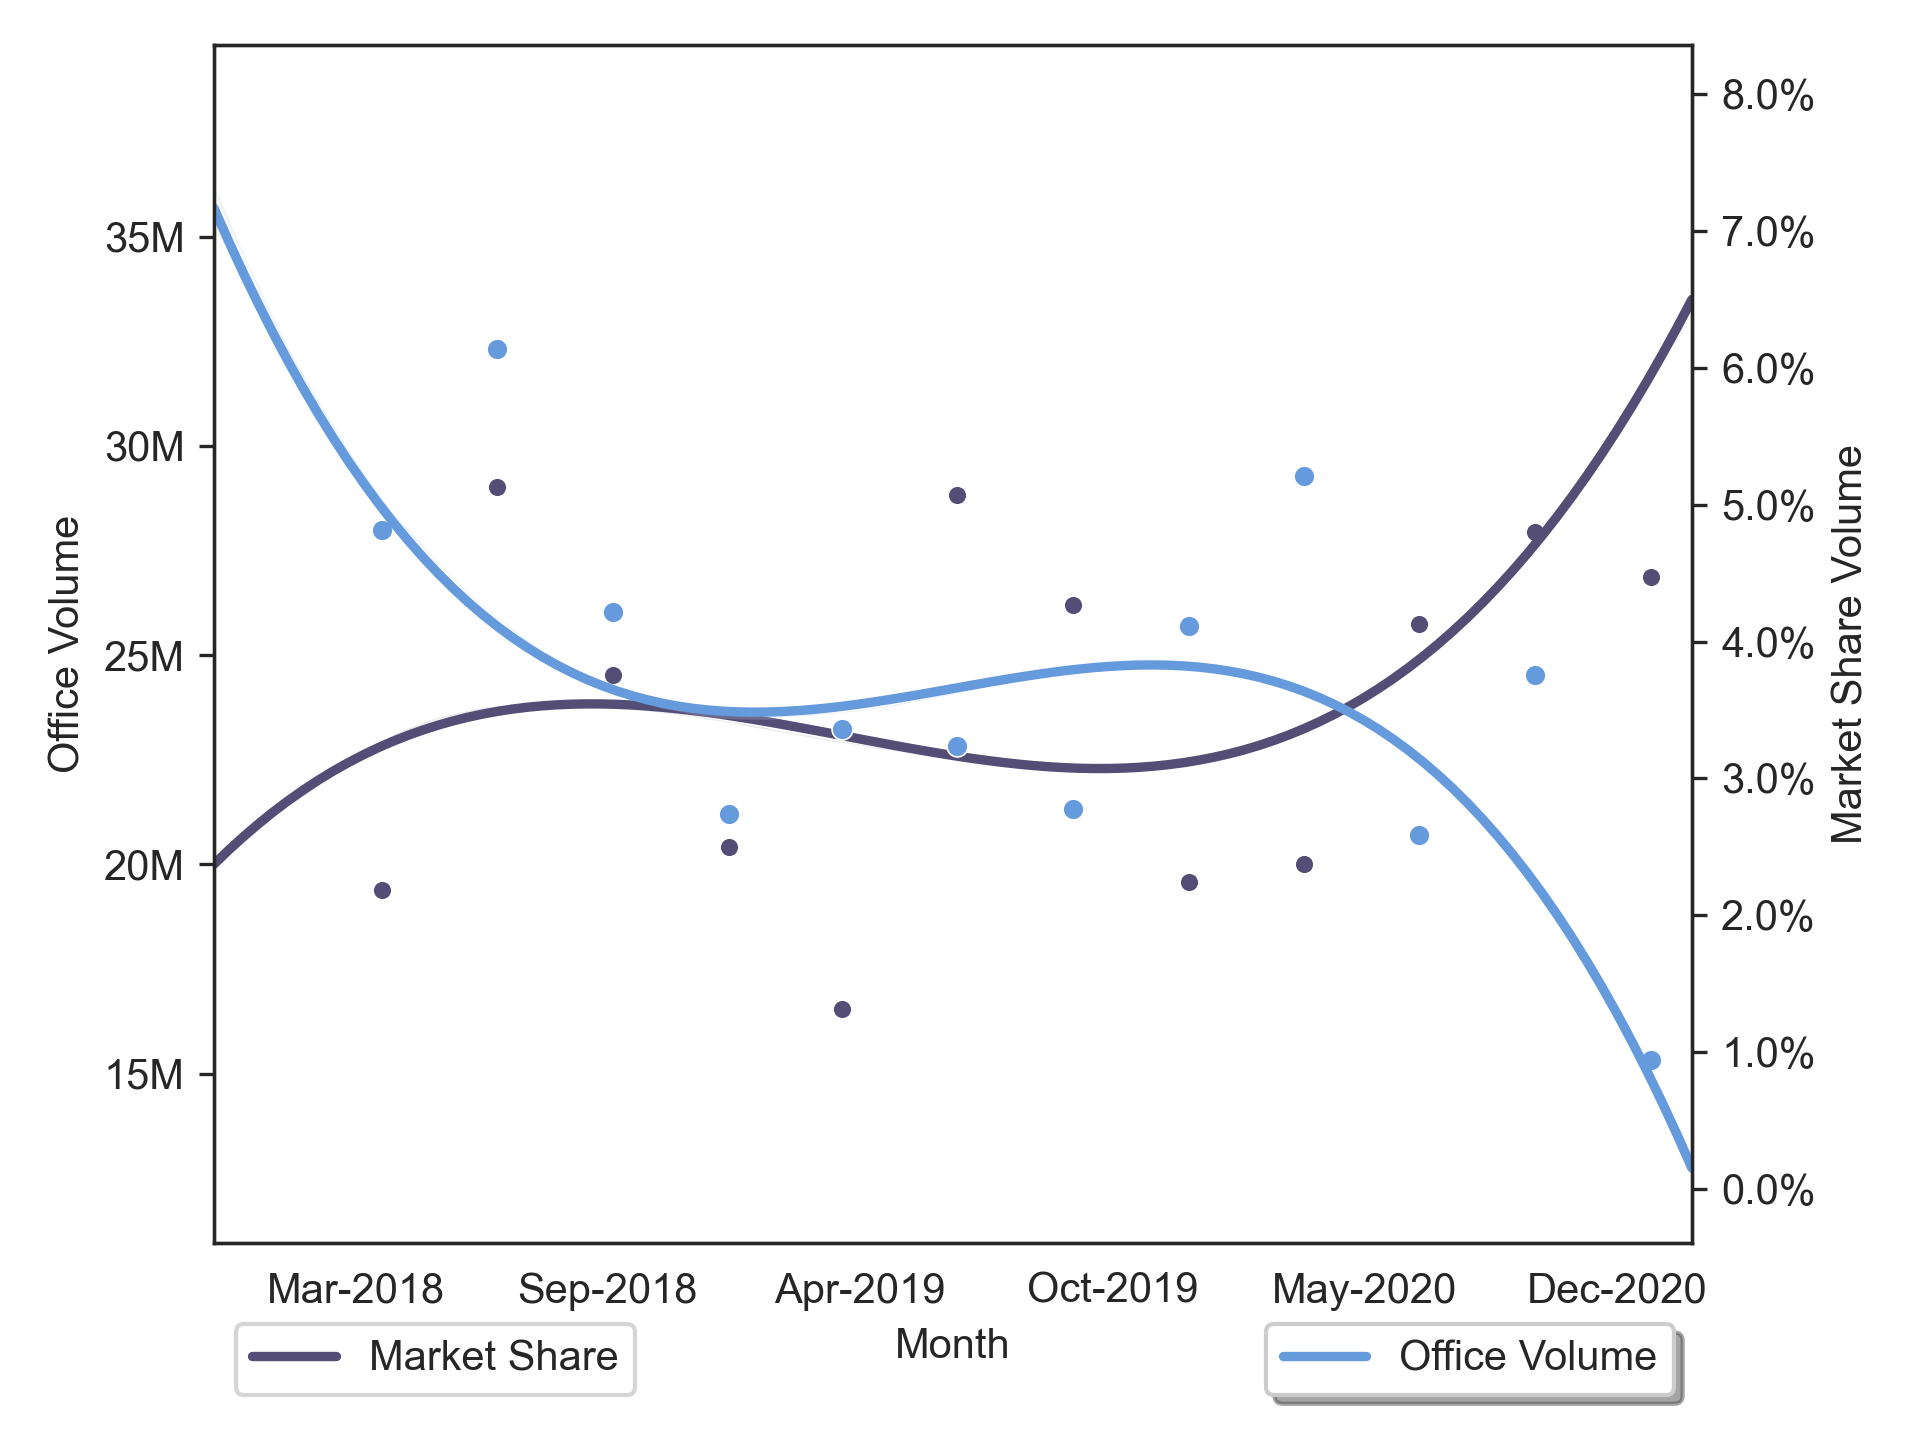 8.0%
7.0%
6.0%
5.0%
4.0%
3.0%
2.0%
1.0%
0.0%
Market Share Volume
35M
30M
25M
20M
15M
Office Volume
Mar-2018 Sep-2018 Apr-2019 Oct-2019 May-2020 Dec-2020
Month
Market Share
Office Volume